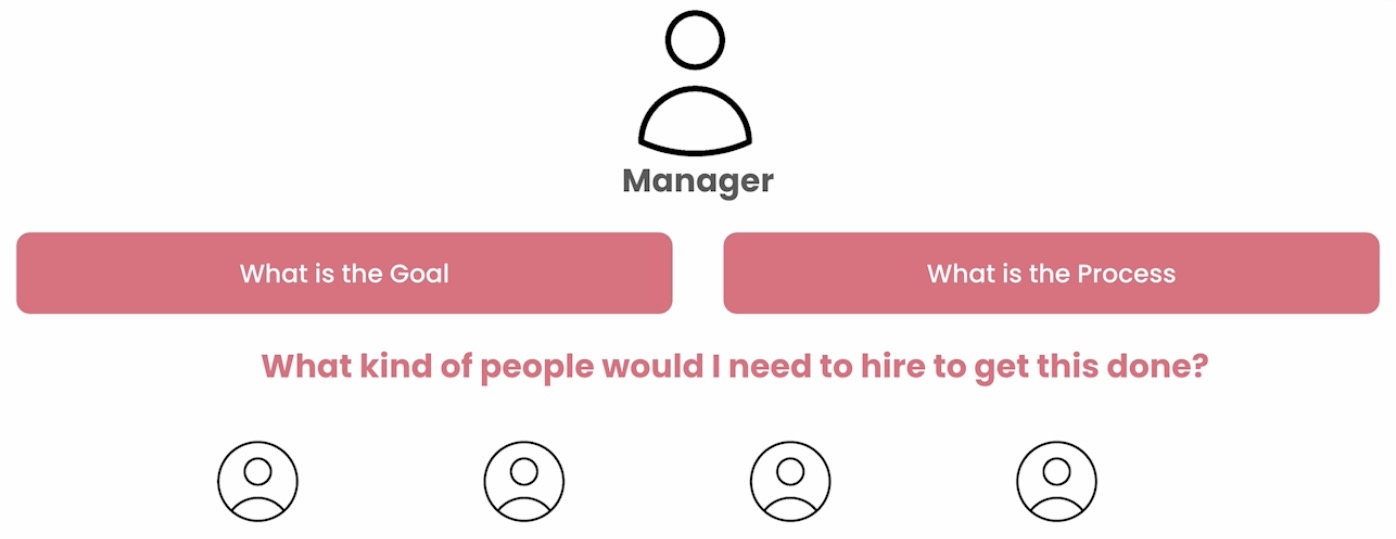 Manager
What is the Goal
What is the Process
What kind of people would I need to hire to get this done?